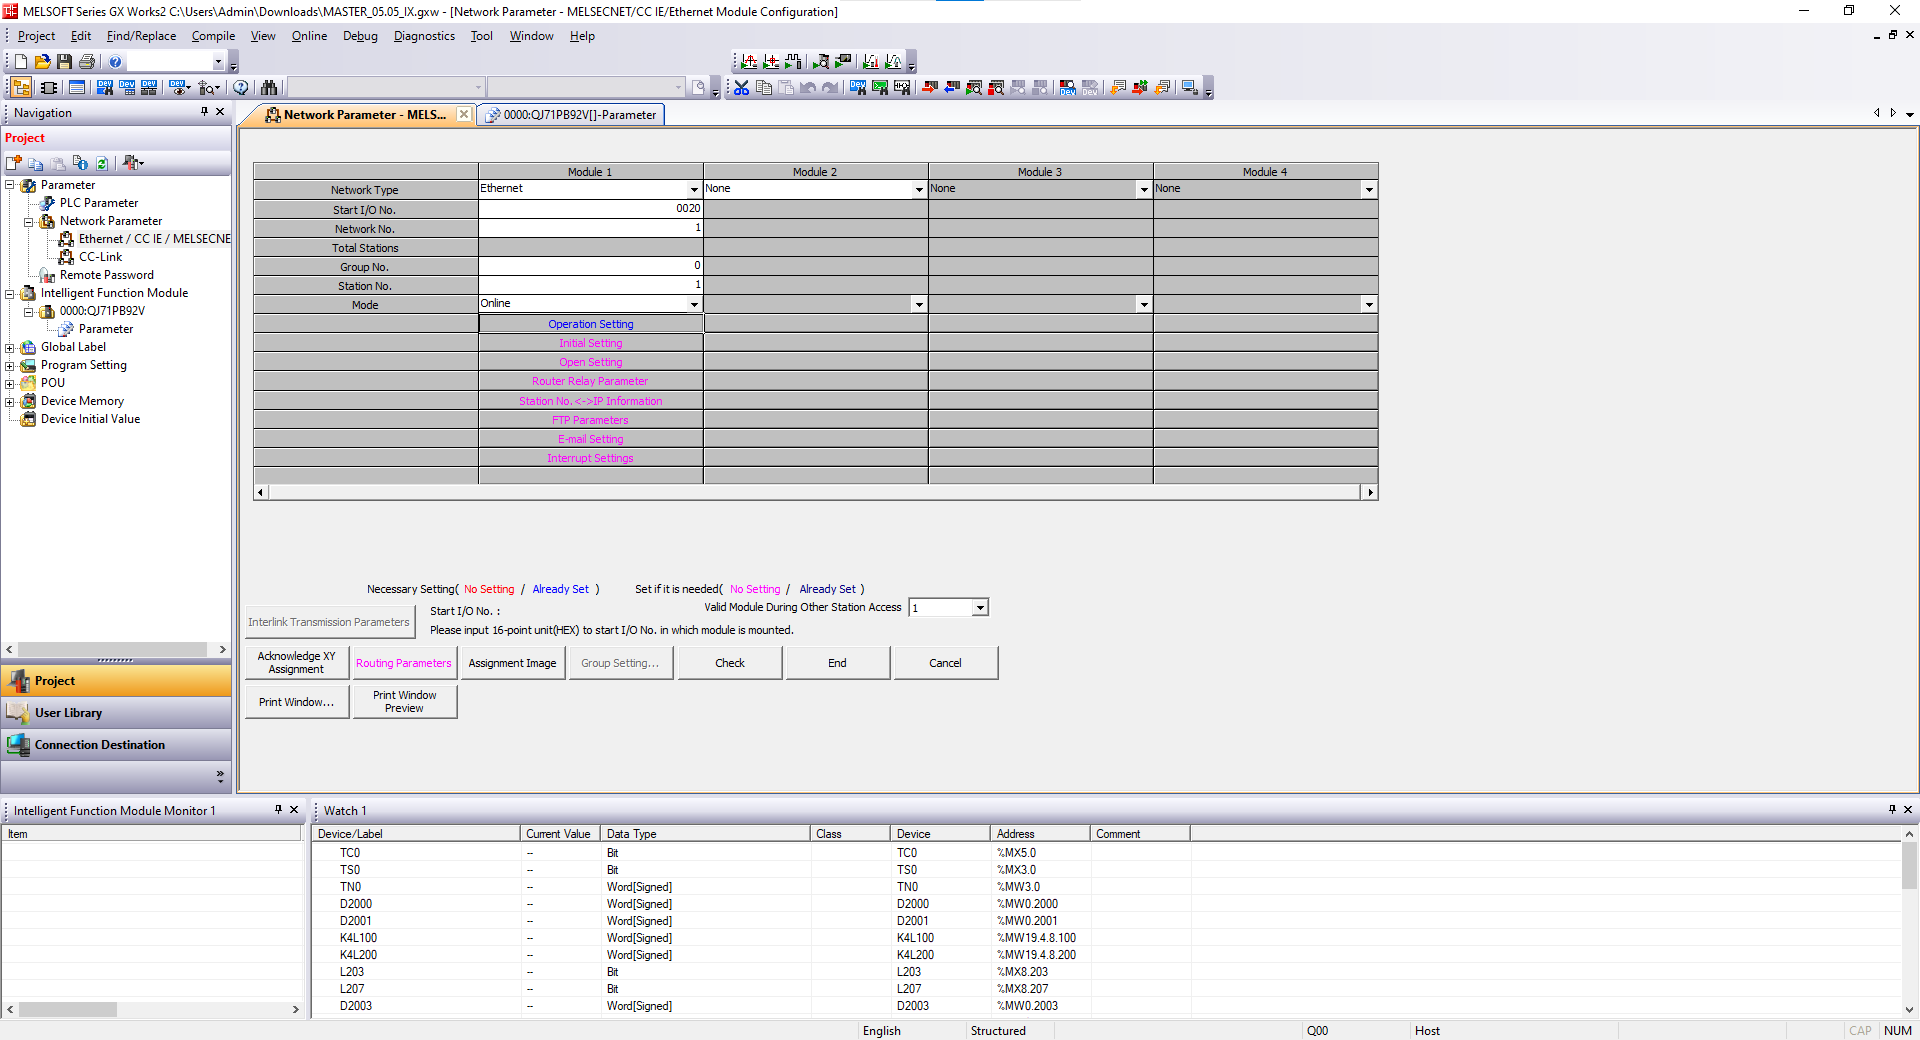 MELSOFT Series GX Works2 C:\Users\Admin\Downloads\MASTER_05.05_IX.gxw - [Network Parameter - MELSECNET/CC IE/Ethernet Module Configuration]
Project Edit Find/Replace Compile View Online Debug Diagnostics Tool Window Help
Navigation
Project
Parameter
PLC Parameter
Network Parameter
Ethernet / CC IE / MELSECNE
CC-Link
Remote Password
Intelligent Function Module
0000:QJ71PB92V
Parameter
Global Label
Program Setting
POU
Device Memory
Device Initial Value
Project
User Library
Connection Destination
Network Parameter - MELS...
0000:QJ71PB92V[]-Parameter
Module 1 Module 2 Module 3 Module 4
Network Type Ethernet None None None
Start I/O No. 0020
Network No. 1
Total Stations
Group No. 0
Station No. 1
Mode Online
Operation Setting
Initial Setting
Open Setting
Router Relay Parameter
Station No.<->IP Information
FTP Parameters
E-mail Setting
Interrupt Settings
Necessary Setting( No Setting / Already Set ) Set if it is needed( No Setting / Already Set )
Interlink Transmission Parameters
Start I/O No. :
Valid Module During Other Station Access 1
Please input 16-point unit(HEX) to start I/O No. in which module is mounted.
Acknowledge XY Assignment
Routing Parameters
Assignment Image
Group Setting...
Check
End
Cancel
Print Window...
Print Window Preview
Intelligent Function Module Monitor 1
Item
Watch 1
Device/Label Current Value Data Type Class Device Address Comment
TC0 -- Bit TC0 %MX5.0
TS0 -- Bit TS0 %MX3.0
TN0 -- Word[Signed] TN0 %MW3.0
D2000 -- Word[Signed] D2000 %MW0.2000
D2001 -- Word[Signed] D2001 %MW0.2001
K4L100 -- Word[Signed] K4L100 %MW19.4.8.100
K4L200 -- Word[Signed] K4L200 %MW19.4.8.200
L203 -- Bit L203 %MX8.203
L207 -- Bit L207 %MX8.207
D2003 -- Word[Signed] D2003 %MW0.2003
English Structured Q00 Host CAP NUM